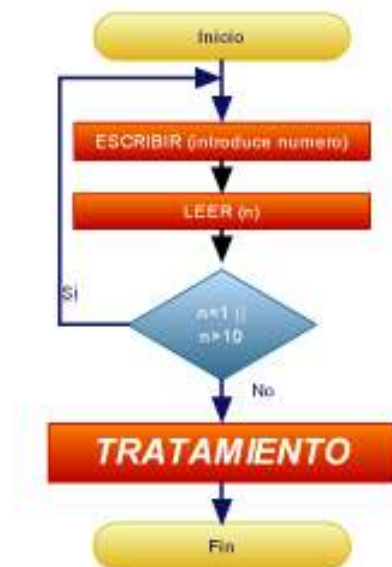 Inicio
ESCRIBIR (introduce numero)
LEER (n)
n<1 ||
n>10
Si
No
TRATAMIENTO
Fin